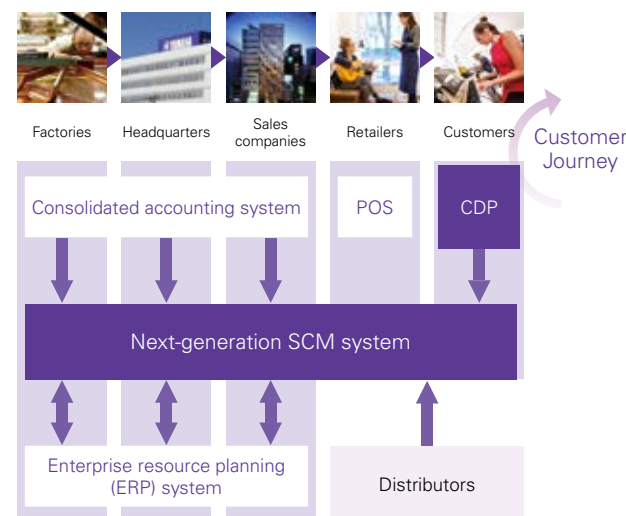 Factories
Headquarters
Sales
companies
Retailers
Customers
Customer
Journey
Consolidated accounting system
POS
CDP
Next-generation SCM system
Enterprise resource planning
(ERP) system
Distributors